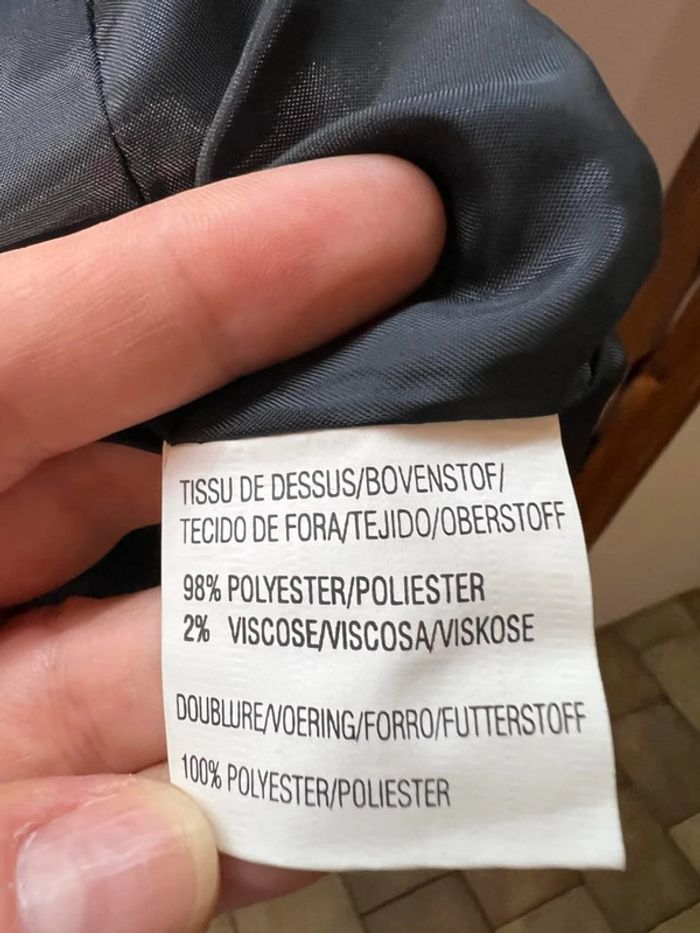 TISSU DE DESSUS/BOVENSTOF/
TECIDO DE FORA/TEJIDO/OBERSTOFF
98% POLYESTER/POLIESTER
2% VISCOSE/VISCOSA/VISKOSE
DOUBLURE/VOERING/FORRO/FUTTERSTOFF
100% POLYESTER/POLIESTER